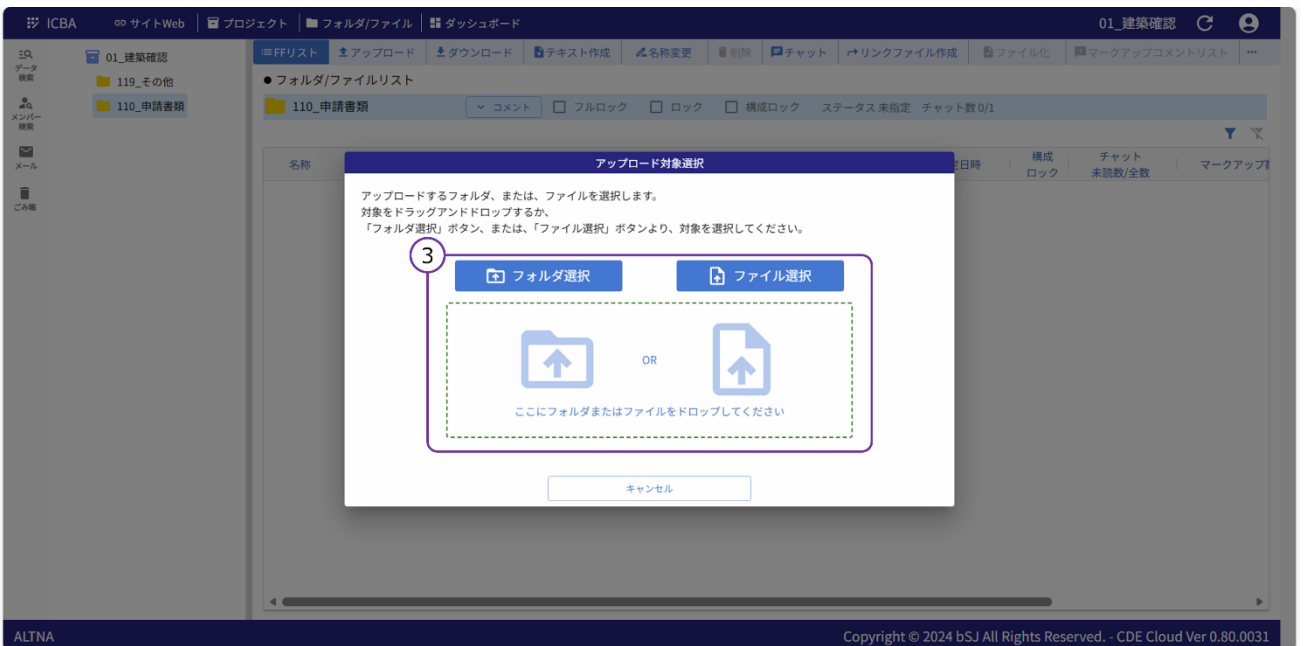 ICBA サイトWeb プロジェクト フォルダ/ファイル ダッシュボード 01_建築確認
データ
検索
メンバー
検索
メール
ごみ箱
01_建築確認
119_その他
110_申請書類
FFリスト アップロード ダウンロード テキスト作成 名称変更 削除 チャット リンクファイル作成 ファイル化 マークアップコメントリスト ...
●フォルダ/ファイルリスト
110_申請書類 コメント フルロック ロック 構成ロック ステータス 未指定 チャット数 0/1
名称 定日時 構成 チャット マークアップ数
ロック 未読数/全数
アップロード対象選択
アップロードするフォルダ、または、ファイルを選択します。
対象をドラッグアンドドロップするか、
「フォルダ選択」ボタン、または、「ファイル選択」ボタンより、対象を選択してください。
3
フォルダ選択 ファイル選択
OR
ここにフォルダまたはファイルをドロップしてください
キャンセル
ALTNA Copyright © 2024 bSJ All Rights Reserved. - CDE Cloud Ver 0.80.0031